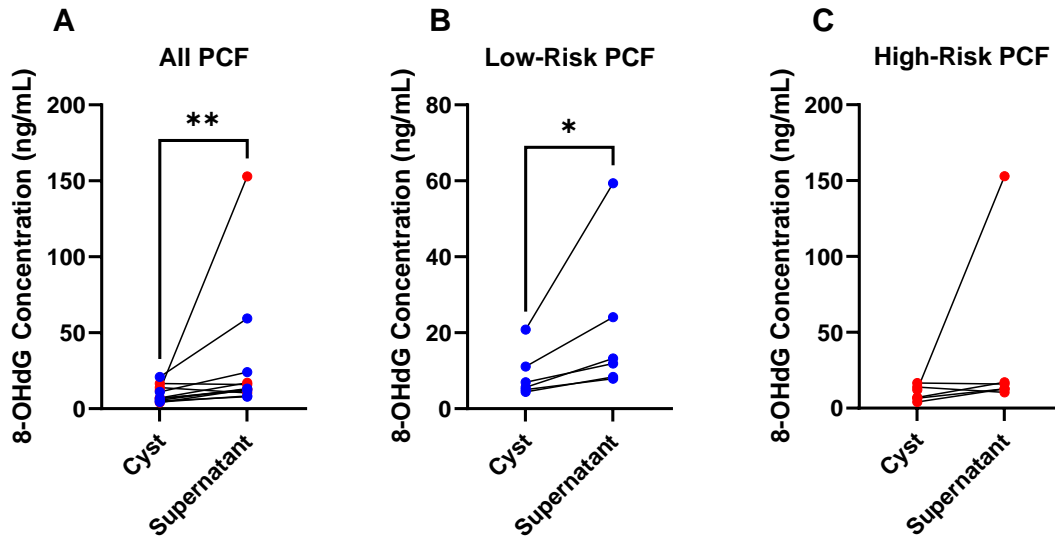 A
All PCF
8-OHdG Concentration (ng/mL)
200
150
100
50
0
**
Cyst
Supernatant
B
Low-Risk PCF
8-OHdG Concentration (ng/mL)
80
60
40
20
0
*
Cyst
Supernatant
C
High-Risk PCF
8-OHdG Concentration (ng/mL)
200
150
100
50
0
Cyst
Supernatant